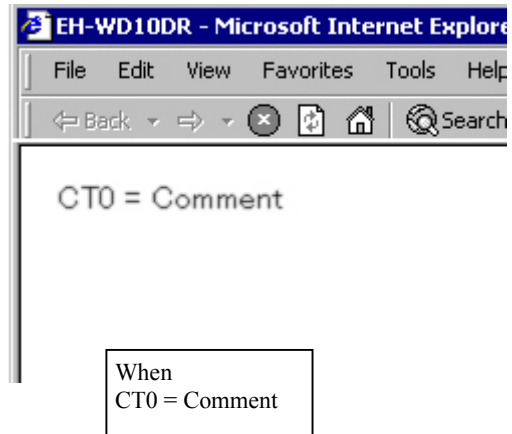 EH-WD10DR - Microsoft Internet Explore
File Edit View Favorites Tools Help
Back Search
CT0 = Comment
When
CT0 = Comment